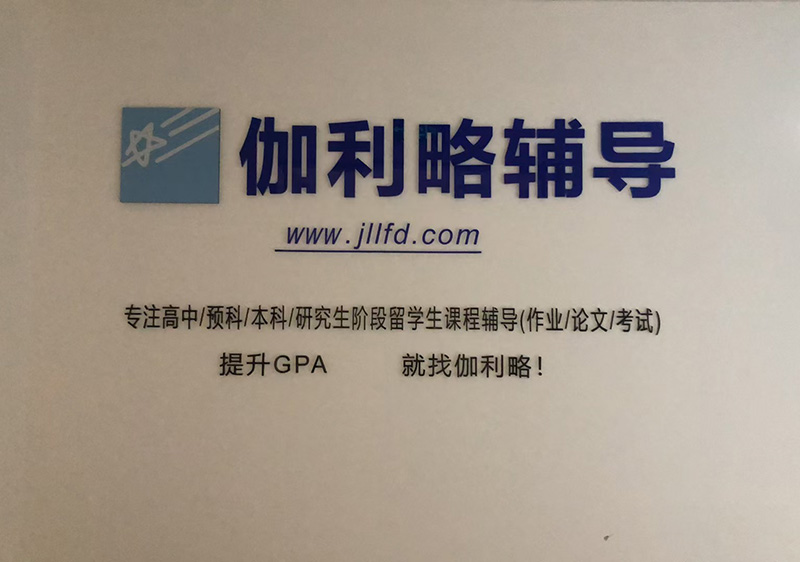 伽利略辅导
www.jllfd.com
专注高中/预科/本科/研究生阶段留学生课程辅导(作业/论文/考试)
提升GPA 就找伽利略!